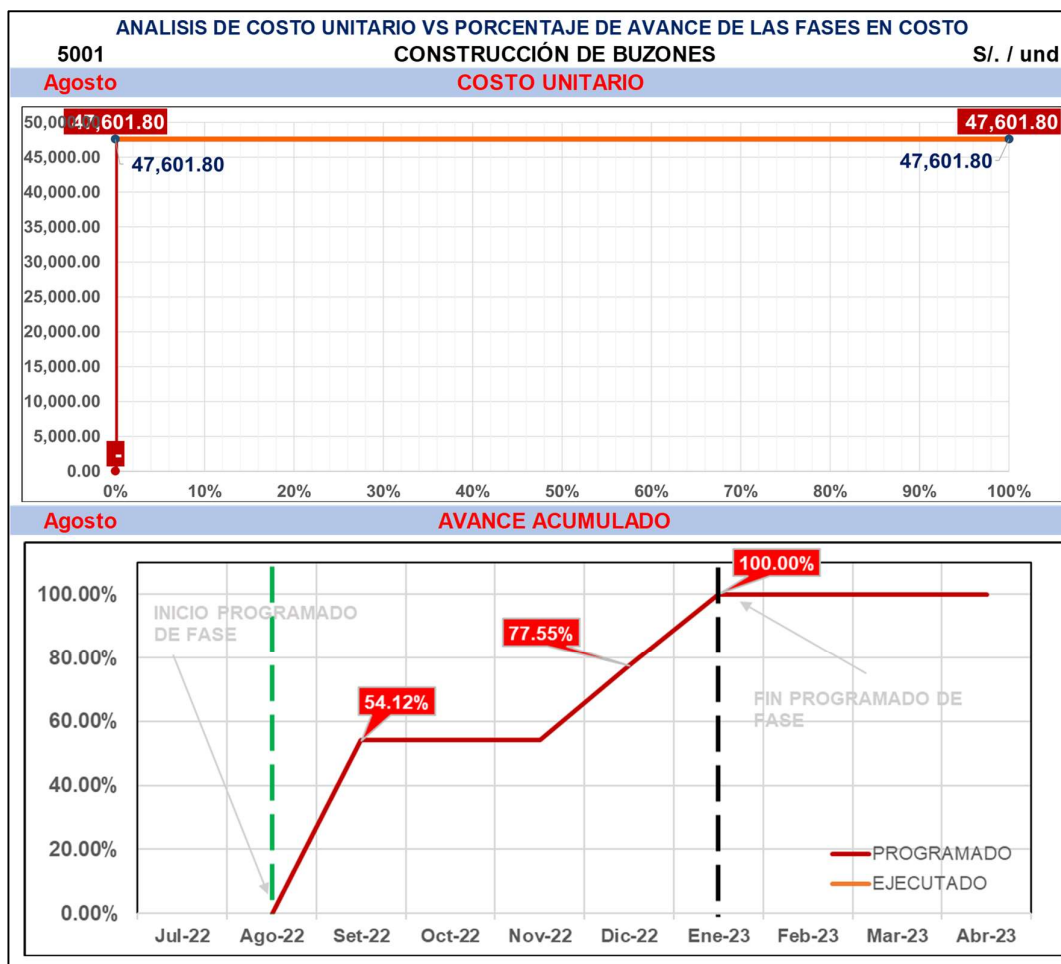 ANALISIS DE COSTO UNITARIO VS PORCENTAJE DE AVANCE DE LAS FASES EN COSTO
5001 CONSTRUCCIÓN DE BUZONES S/. / und
Agosto COSTO UNITARIO
50,000.00 47,601.80 47,601.80
47,601.80 47,601.80
45,000.00
40,000.00
35,000.00
30,000.00
25,000.00
20,000.00
15,000.00
10,000.00
5,000.00
-
0.00
0% 10% 20% 30% 40% 50% 60% 70% 80% 90% 100%
Agosto AVANCE ACUMULADO
100.00%
100.00%
INICIO PROGRAMADO
DE FASE
77.55%
80.00%
54.12%
FIN PROGRAMADO DE
FASE
60.00%
40.00%
20.00%
PROGRAMADO
EJECUTADO
0.00%
Jul-22 Ago-22 Set-22 Oct-22 Nov-22 Dic-22 Ene-23 Feb-23 Mar-23 Abr-23